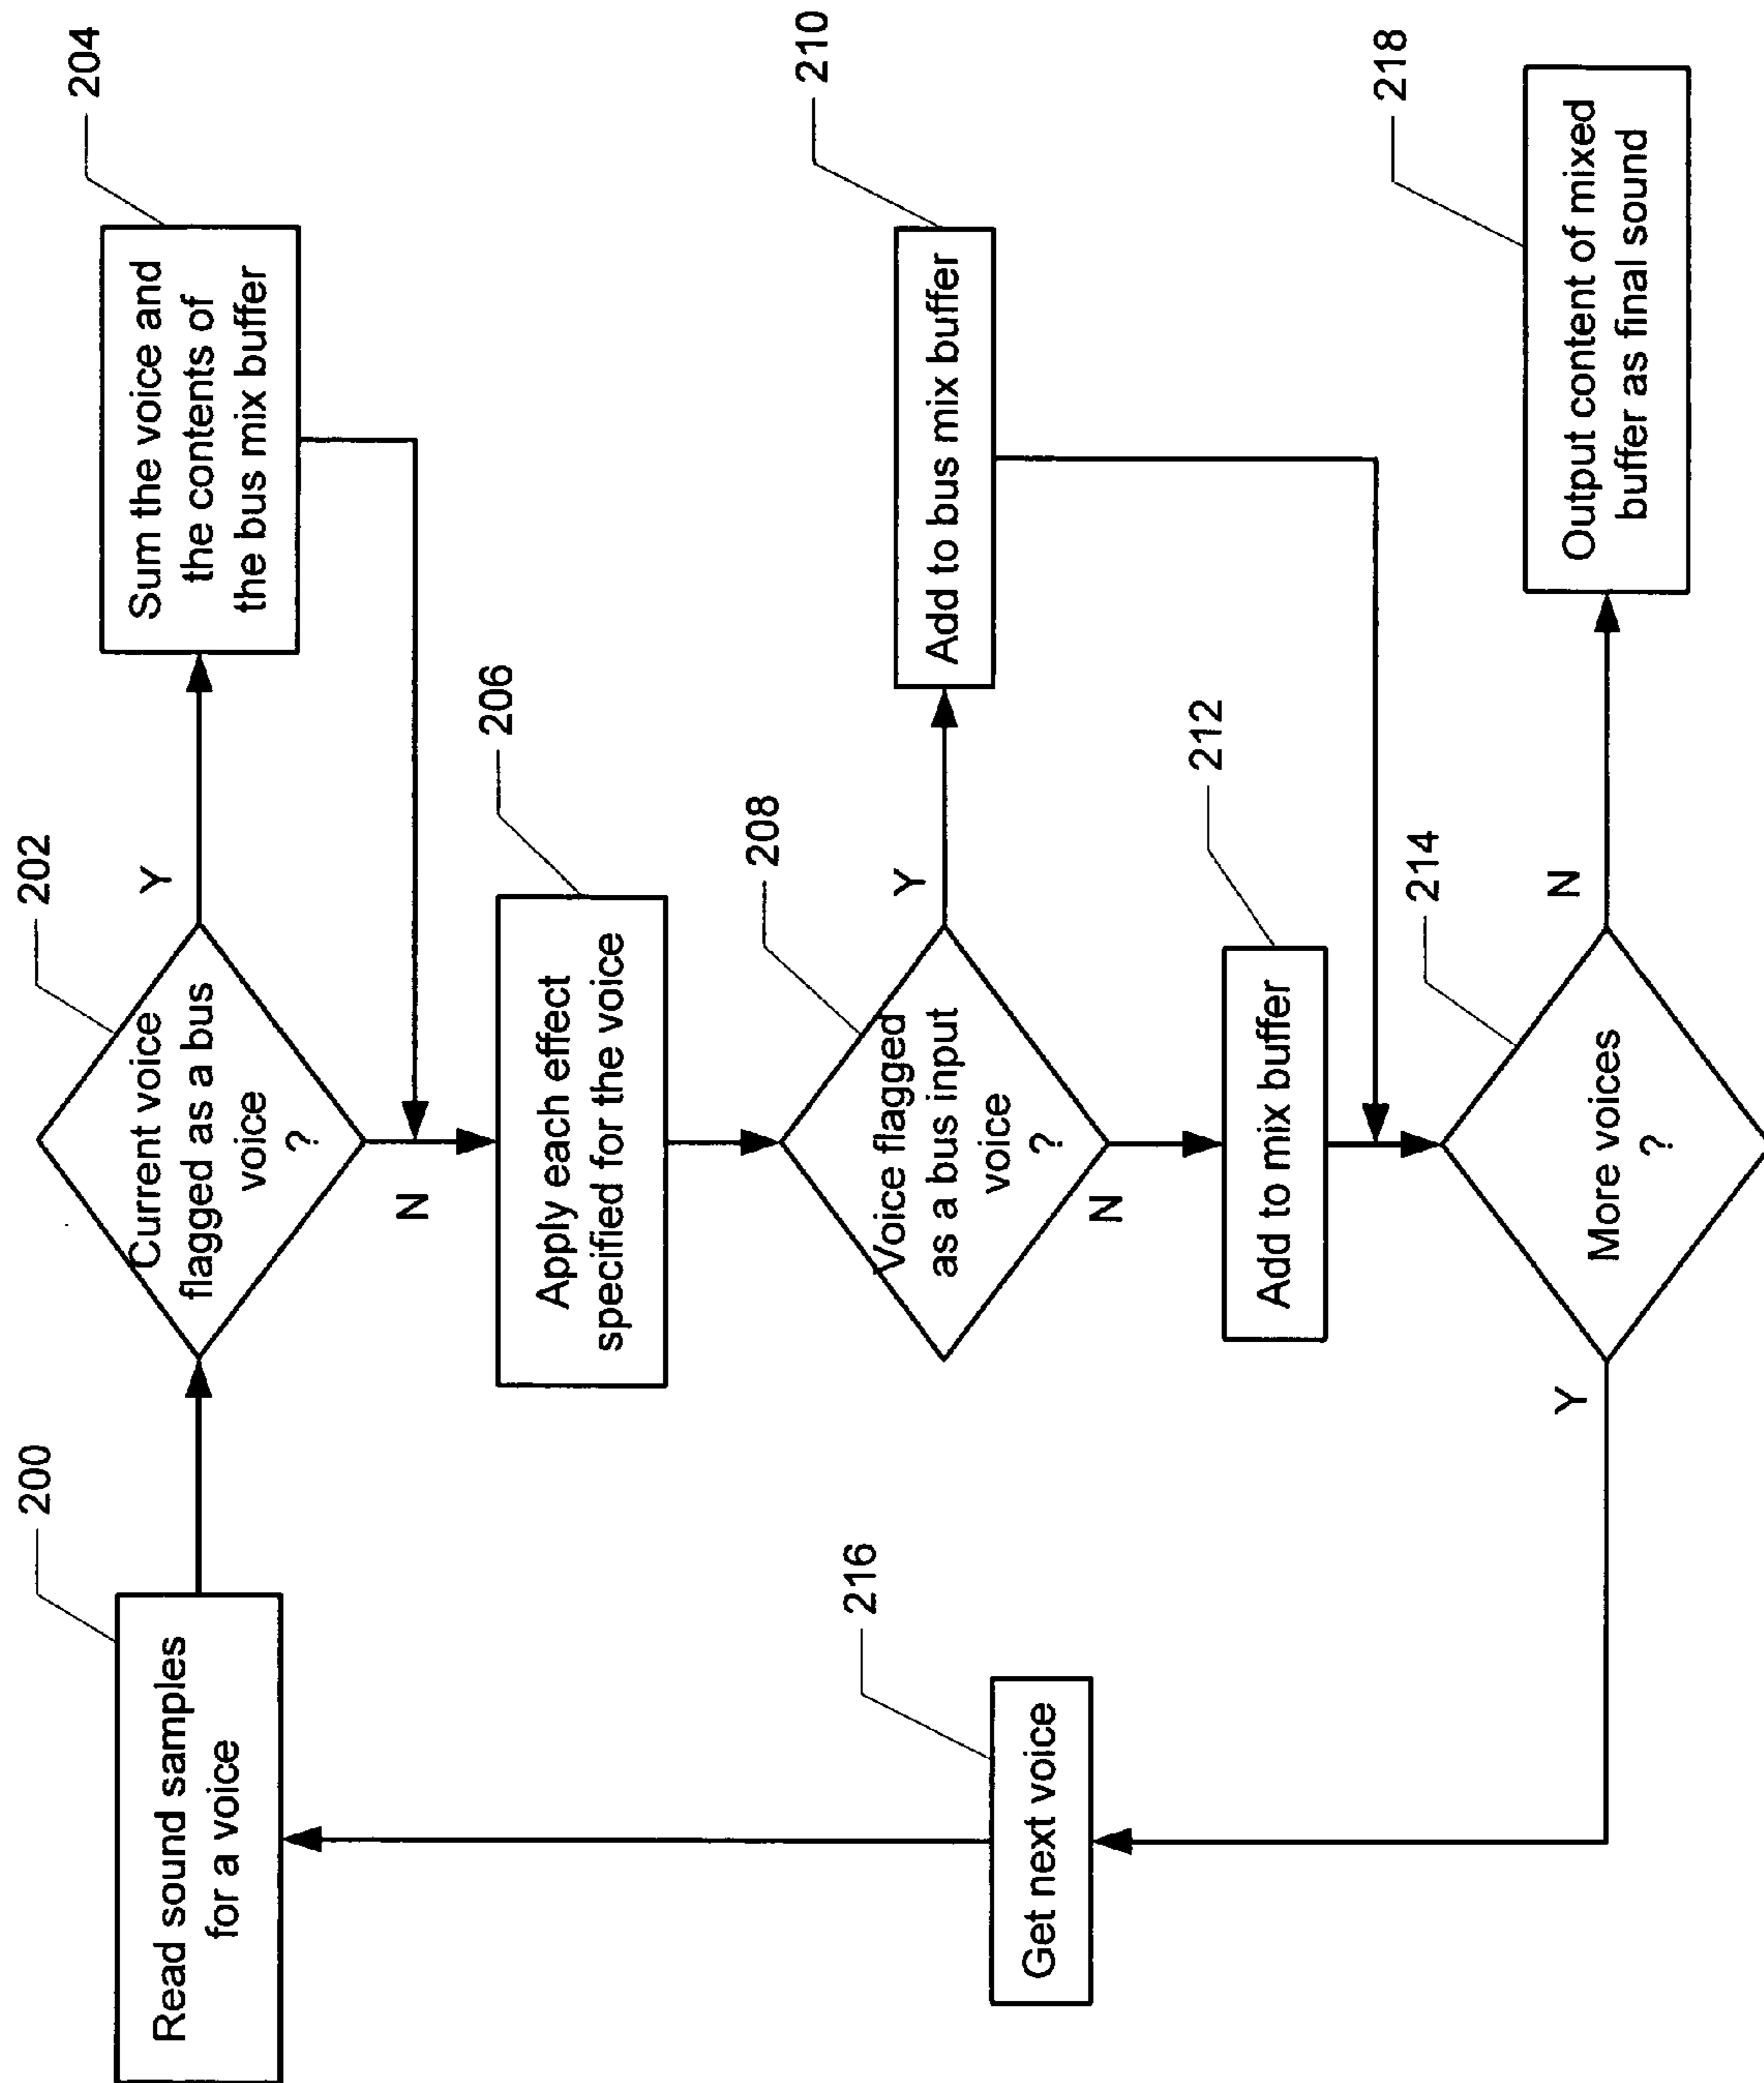 200
Read sound samples
for a voice
202
Current voice
flagged as a bus
voice
?
Y
N
204
Sum the voice and
the contents of
the bus mix buffer
206
Apply each effect
specified for the voice
208
Voice flagged
as a bus input
voice
?
Y
N
210
Add to bus mix buffer
212
Add to mix buffer
214
More voices
?
Y
N
216
Get next voice
218
Output content of mixed
buffer as final sound